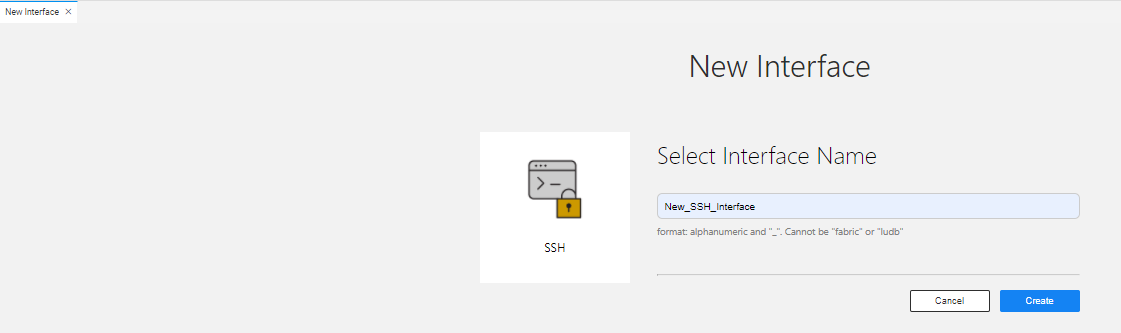 New Interface ×
New Interface
Select Interface Name
New_SSH_Interface
format: alphanumeric and "_". Cannot be "fabric" or "ludb"
SSH
Cancel
Create